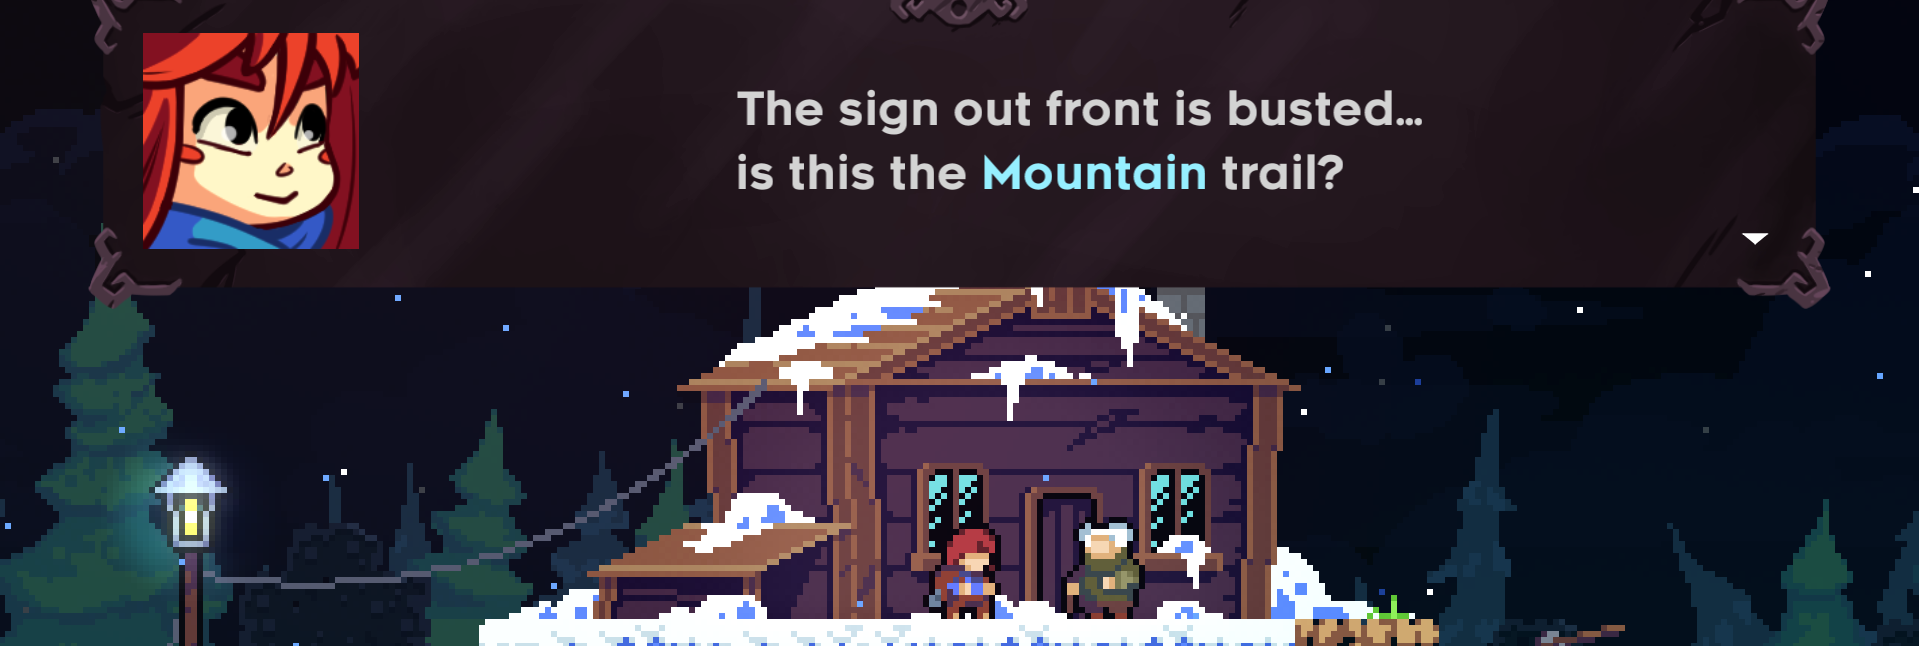 The sign out front is busted...
is this the Mountain trail?